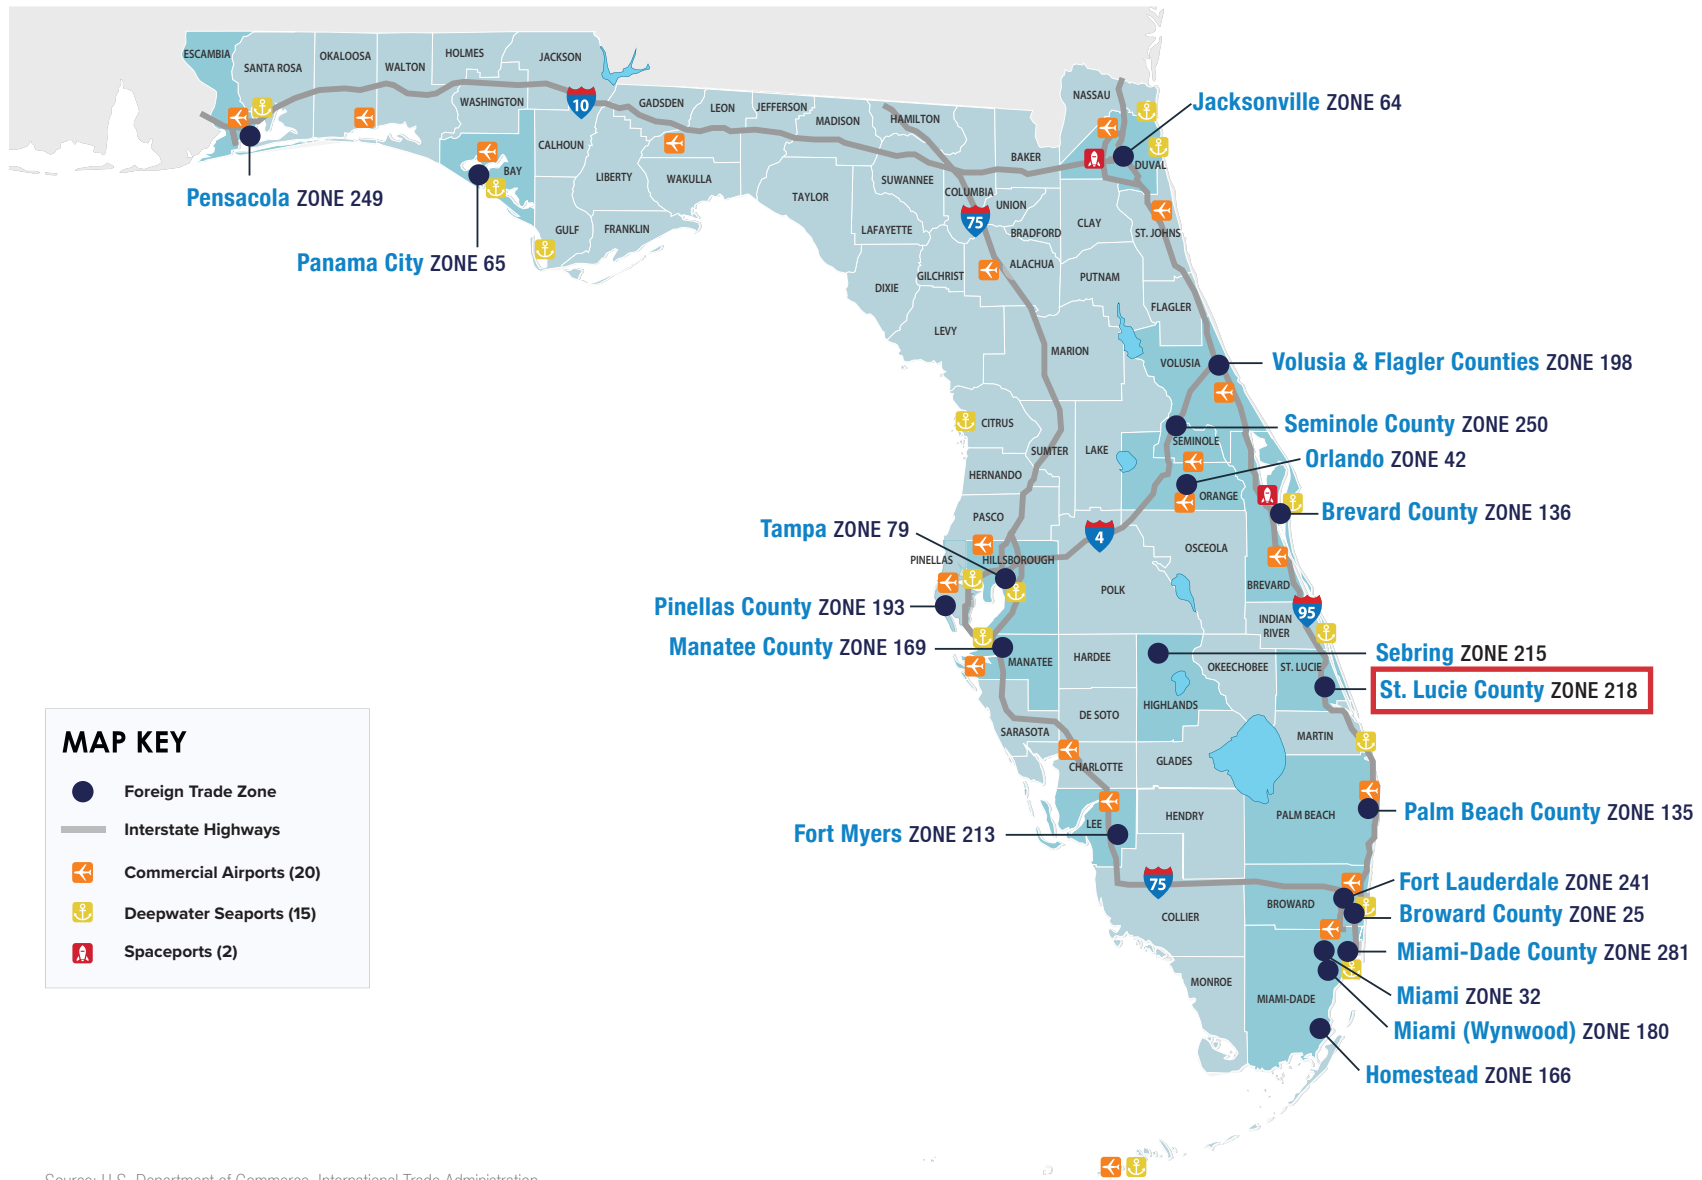 ESCAMBIA
SANTA ROSA
OKALOOSA
WALTON
HOLMES
JACKSON
WASHINGTON
10
GADSDEN
LEON
JEFFERSON
MADISON
HAMILTON
NASSAU
Jacksonville ZONE 64
CALHOUN
BAY
LIBERTY
WAKULLA
BAKER
DUVAL
Pensacola ZONE 249
TAYLOR
SUWANNEE
COLUMBIA
UNION
75
GULF
FRANKLIN
LAFAYETTE
BRADFORD
CLAY
ST. JOHNS
Panama City ZONE 65
GILCHRIST
ALACHUA
PUTNAM
DIXIE
FLAGLER
LEVY
MARION
VOLUSIA
Volusia & Flagler Counties ZONE 198
CITRUS
Seminole County ZONE 250
SUMTER
LAKE
SEMINOLE
Orlando ZONE 42
HERNANDO
ORANGE
PASCO
Brevard County ZONE 136
Tampa ZONE 79
4
PINELLAS
HILLSBOROUGH
OSCEOLA
POLK
BREVARD
Pinellas County ZONE 193
95
INDIAN
RIVER
Manatee County ZONE 169
MANATEE
HARDEE
OKEECHOBEE
ST. LUCIE
Sebring ZONE 215
St. Lucie County ZONE 218
HIGHLANDS
DE SOTO
SARASOTA
MARTIN
CHARLOTTE
GLADES
LEE
HENDRY
PALM BEACH
Palm Beach County ZONE 135
Fort Myers ZONE 213
75
Fort Lauderdale ZONE 241
BROWARD
Broward County ZONE 25
COLLIER
Miami-Dade County ZONE 281
MONROE
MIAMI-DADE
Miami ZONE 32
Miami (Wynwood) ZONE 180
Homestead ZONE 166
MAP KEY
Foreign Trade Zone
Interstate Highways
Commercial Airports (20)
Deepwater Seaports (15)
Spaceports (2)
Source: U.S. Department of Commerce, International Trade Administration